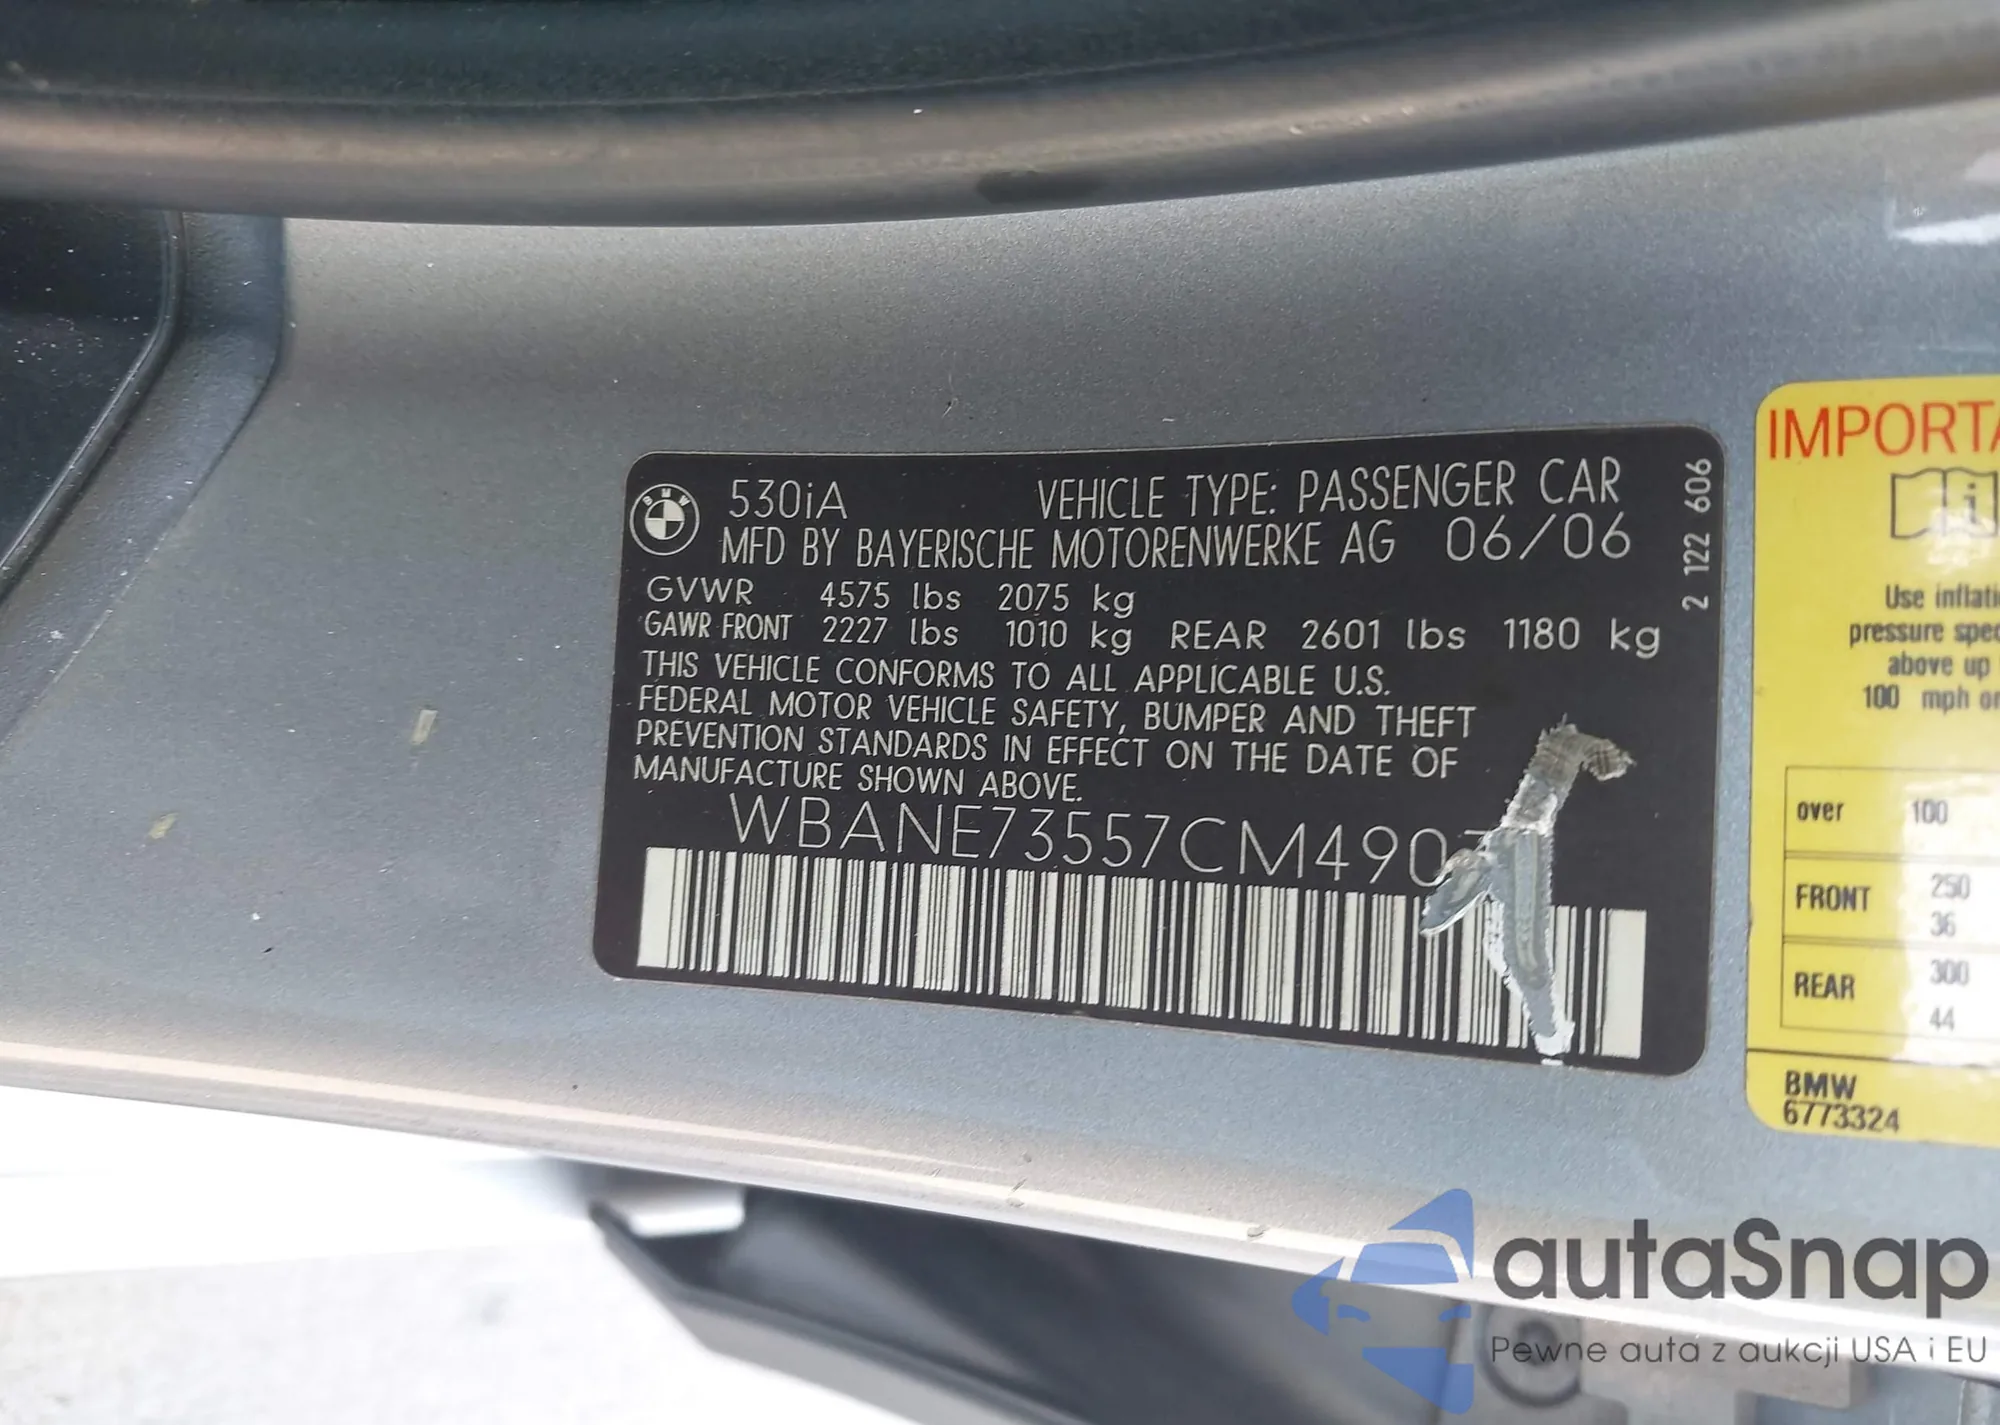 BMW
530iA VEHICLE TYPE: PASSENGER CAR
MFD BY BAYERISCHE MOTORENWERKE AG 06/06
GVWR 4575 lbs 2075 kg
GAWR FRONT 2227 lbs 1010 kg REAR 2601 lbs 1180 kg
THIS VEHICLE CONFORMS TO ALL APPLICABLE U.S.
FEDERAL MOTOR VEHICLE SAFETY, BUMPER AND THEFT
PREVENTION STANDARDS IN EFFECT ON THE DATE OF
MANUFACTURE SHOWN ABOVE.
2 122 606
IMPORTA
i
Use inflatio
pressure spec
above up
100 mph or
over 100
FRONT 250
36
REAR 300
44
BMW
6773324
autaSnap
Pewne auta z aukcji USA i EU